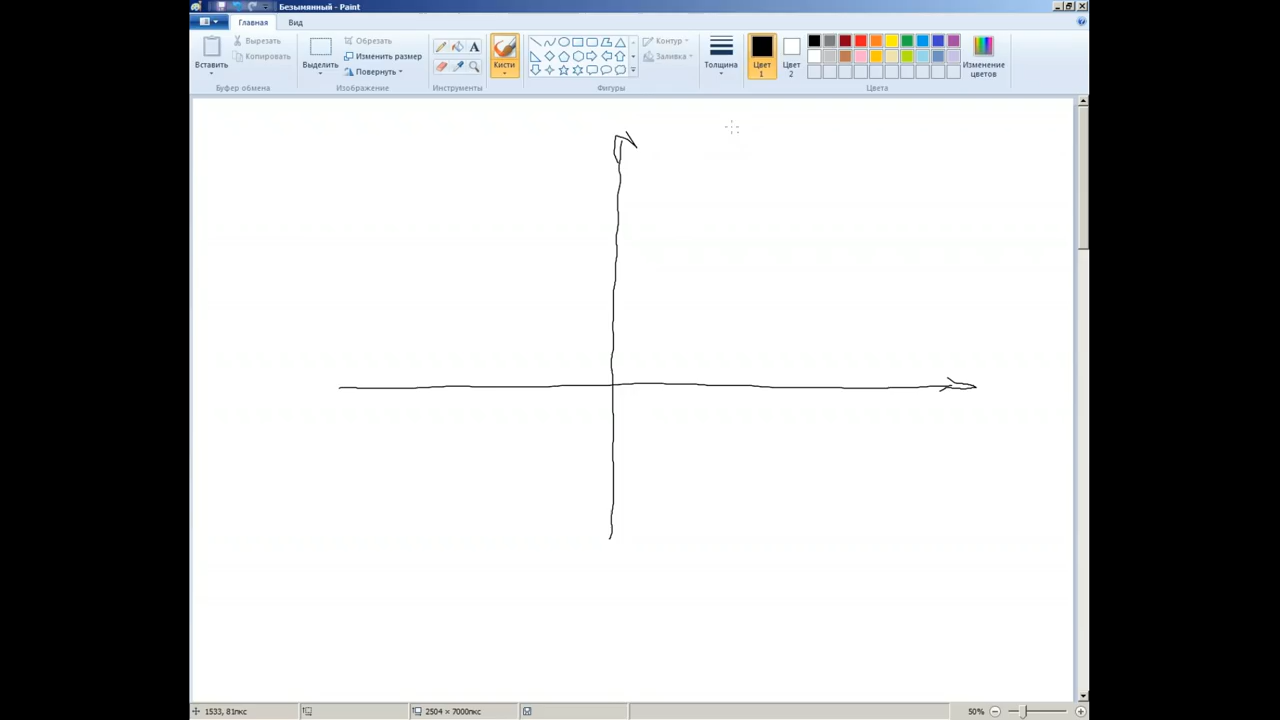 Безымянный - Paint
Главная Вид
Вставить
Вырезать
Копировать
Буфер обмена
Выделить
Обрезать
Изменить размер
Повернуть
Изображение
A
Инструменты
Кисти
Контур
Заливка
Фигуры
Толщина
Цвет 1
Цвет 2
Изменение цветов
Цвета
1533, 81пкс
2504 × 7000пкс
50%